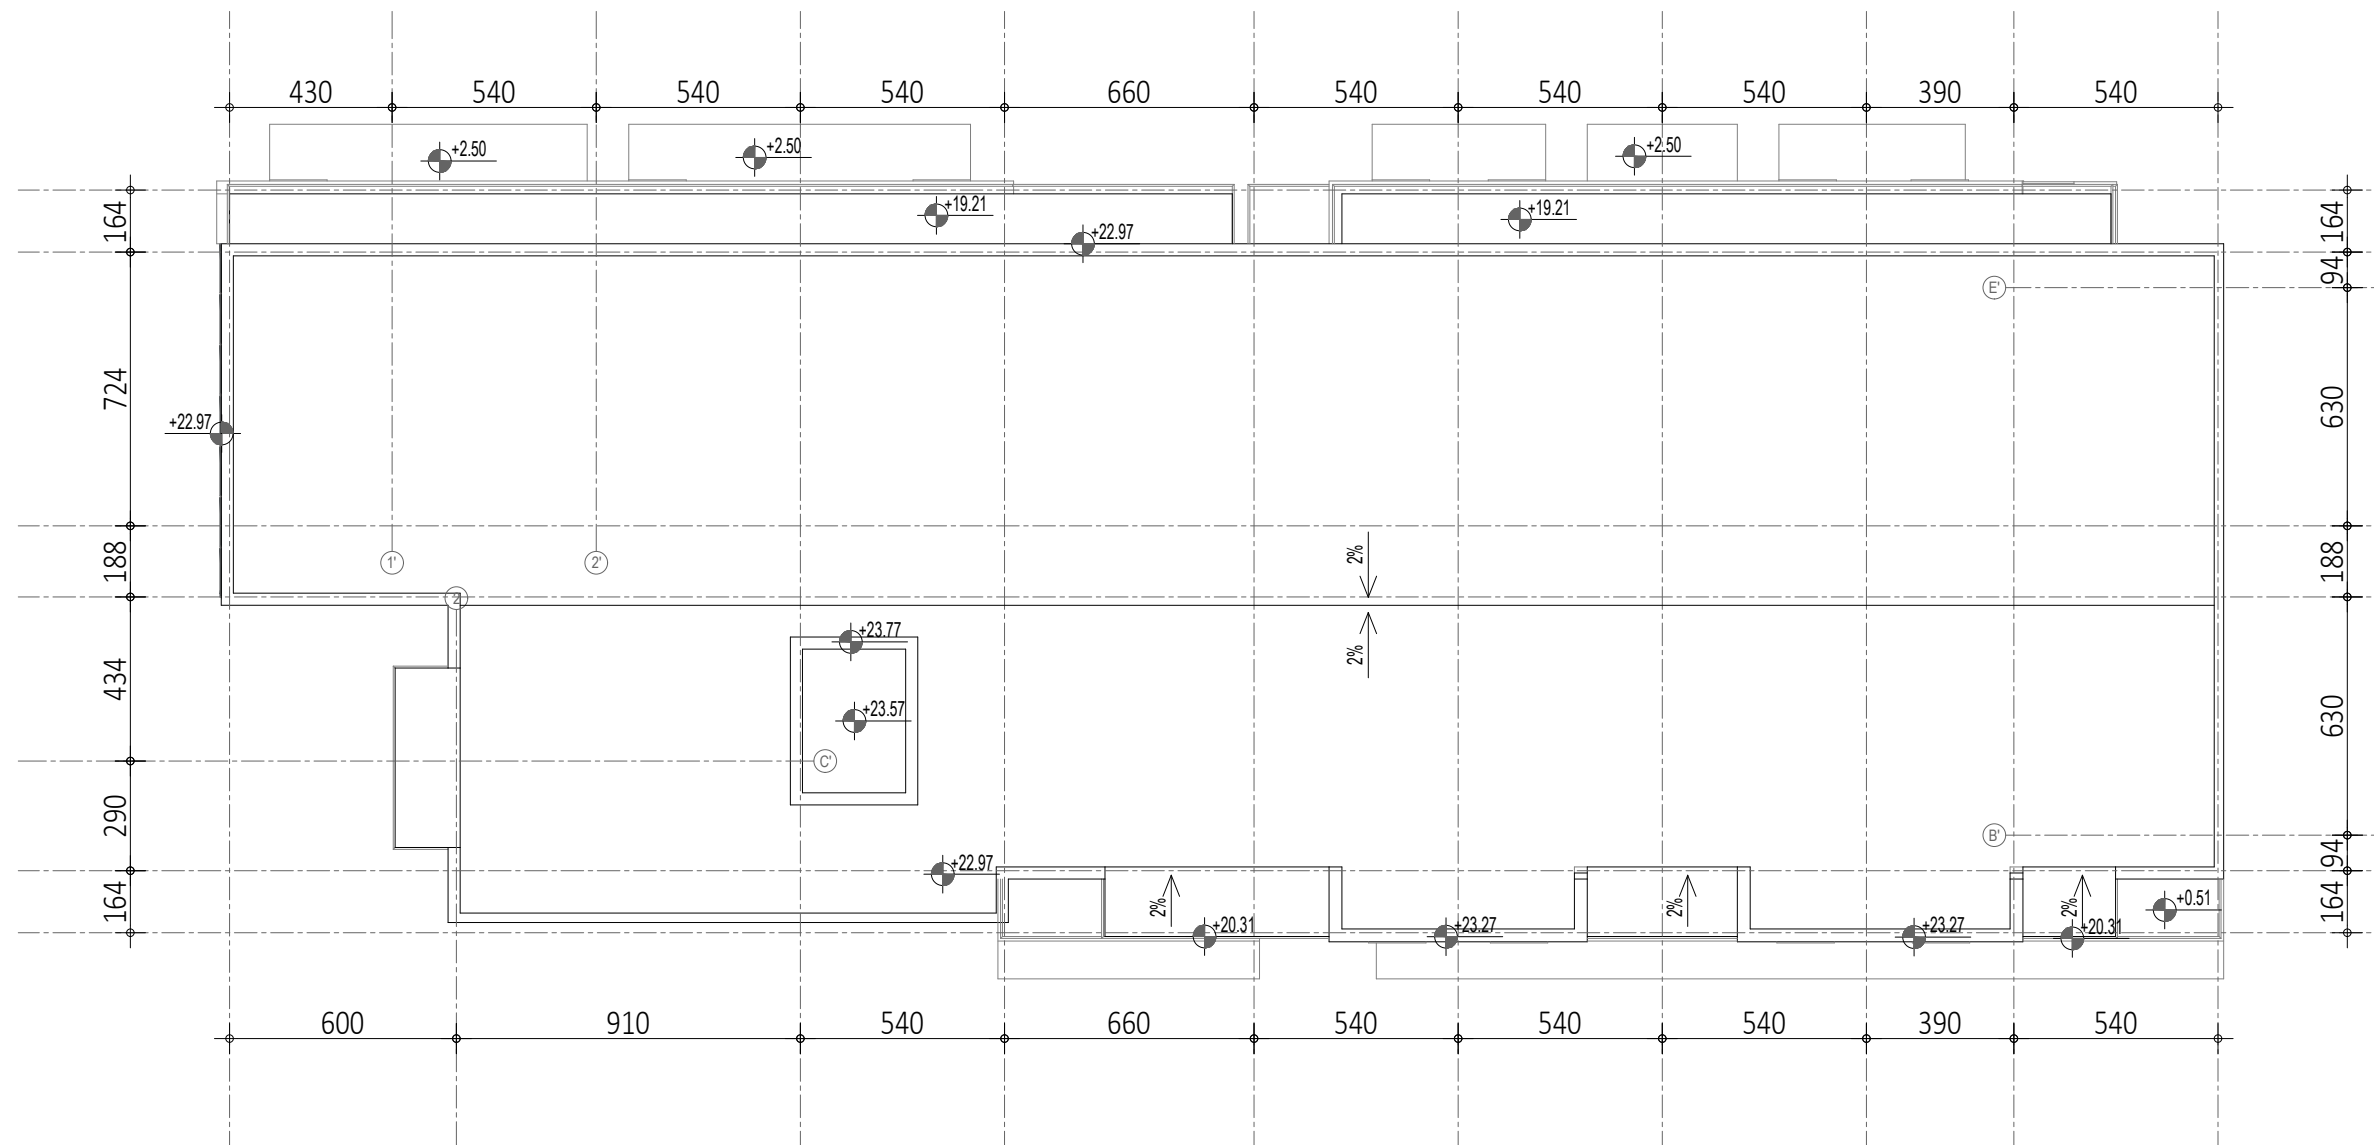 430 540 540 540 660 540 540 540 390 540
+2.50 +2.50 +2.50
+19.21 +19.21
+22.97
164 164
94
E'
724 630
+22.97
188 188
1' 2' 2%
2
2%
+23.77
434 630
+23.57
C'
290
B'
94
+22.97
164 164
2% 2% 2% +0.51
+20.31 +23.27 +23.27 +20.31
600 910 540 660 540 540 540 390 540